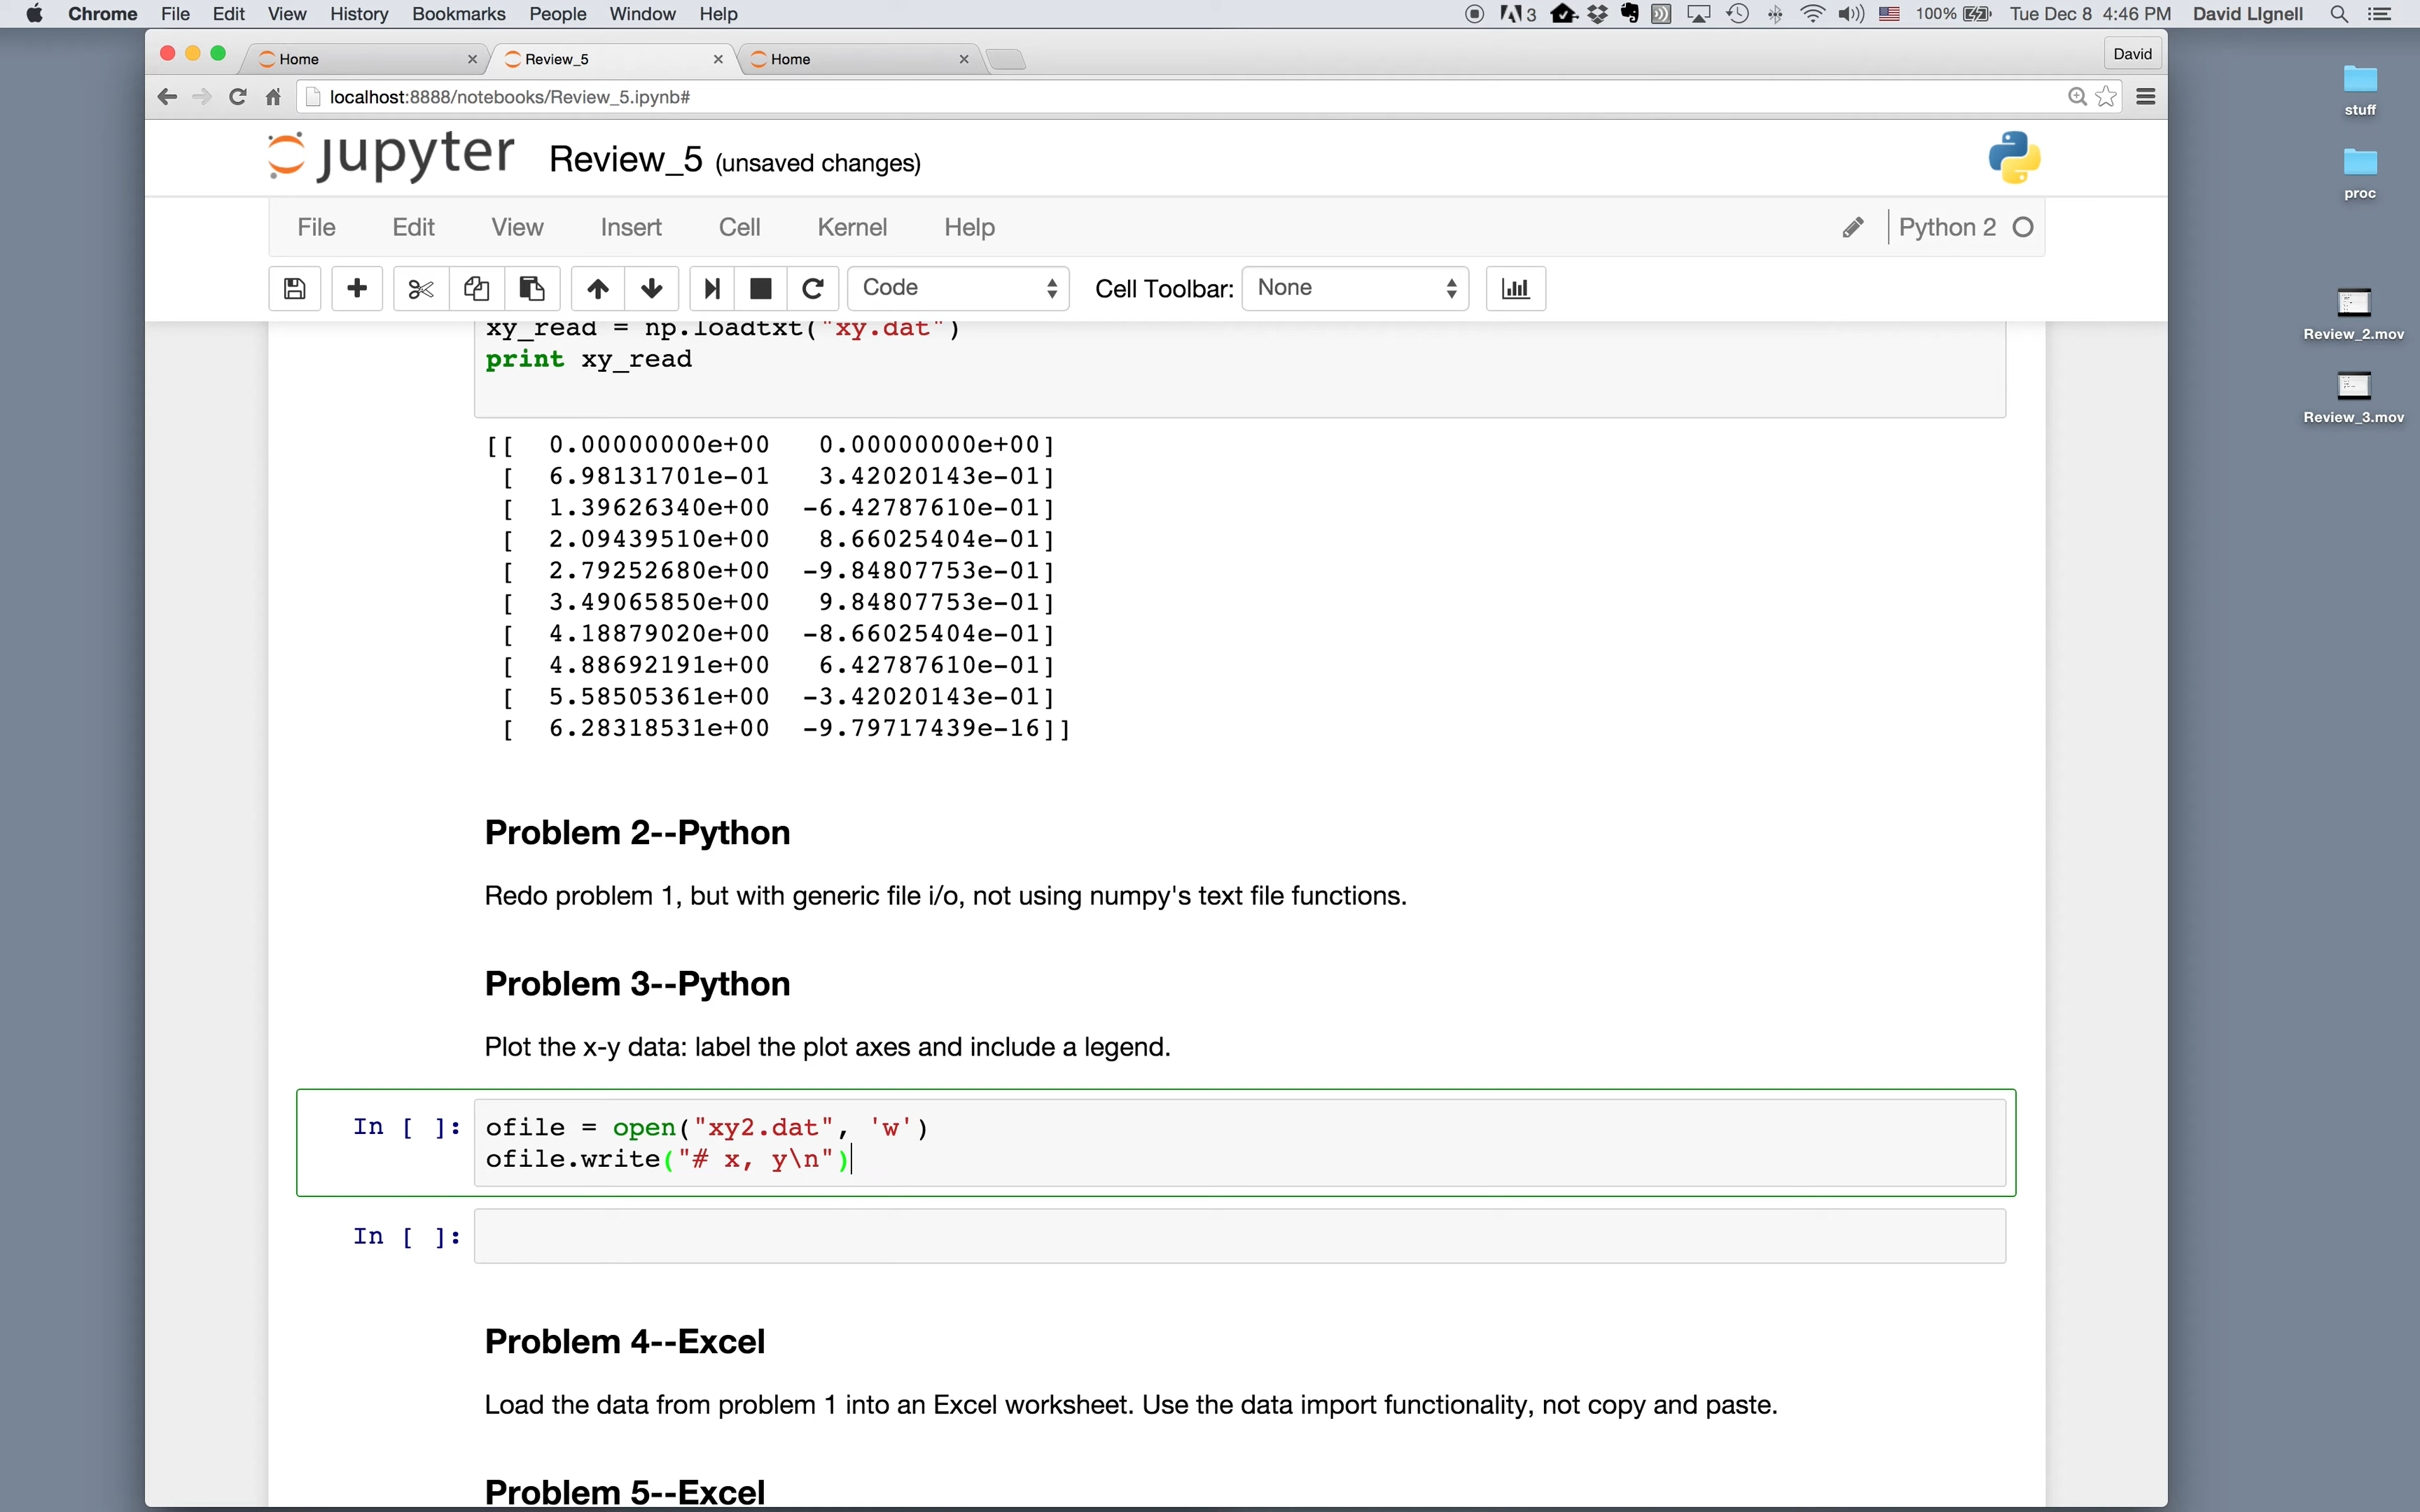 Chrome File Edit View History Bookmarks People Window Help 3 100% Tue Dec 8 4:46 PM David LIgnell
Home Review_5 Home David
localhost:8888/notebooks/Review_5.ipynb#
jupyter Review_5 (unsaved changes)
File Edit View Insert Cell Kernel Help Python 2
Code Cell Toolbar: None
xy_read = np.loadtxt("xy.dat")
print xy_read
[[ 0.00000000e+00 0.00000000e+00]
[ 6.98131701e-01 3.42020143e-01]
[ 1.39626340e+00 -6.42787610e-01]
[ 2.09439510e+00 8.66025404e-01]
[ 2.79252680e+00 -9.84807753e-01]
[ 3.49065850e+00 9.84807753e-01]
[ 4.18879020e+00 -8.66025404e-01]
[ 4.88692191e+00 6.42787610e-01]
[ 5.58505361e+00 -3.42020143e-01]
[ 6.28318531e+00 -9.79717439e-16]]
Problem 2--Python
Redo problem 1, but with generic file i/o, not using numpy's text file functions.
Problem 3--Python
Plot the x-y data: label the plot axes and include a legend.
In [ ]: ofile = open("xy2.dat", 'w')
ofile.write("# x, y\n")
In [ ]:
Problem 4--Excel
Load the data from problem 1 into an Excel worksheet. Use the data import functionality, not copy and paste.
Problem 5--Excel
stuff
proc
Review_2.mov
Review_3.mov